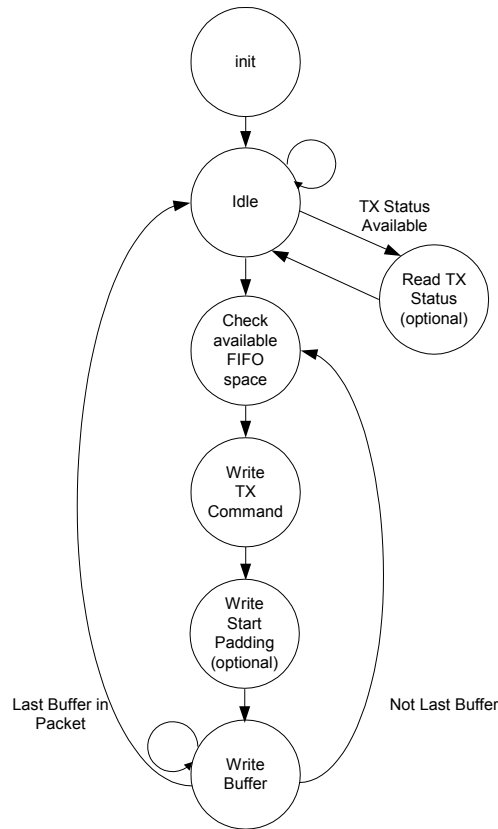 init
Idle
TX Status
Available
Read TX
Status
(optional)
Check
available
FIFO
space
Write
TX
Command
Write
Start
Padding
(optional)
Last Buffer in
Packet
Not Last Buffer
Write
Buffer